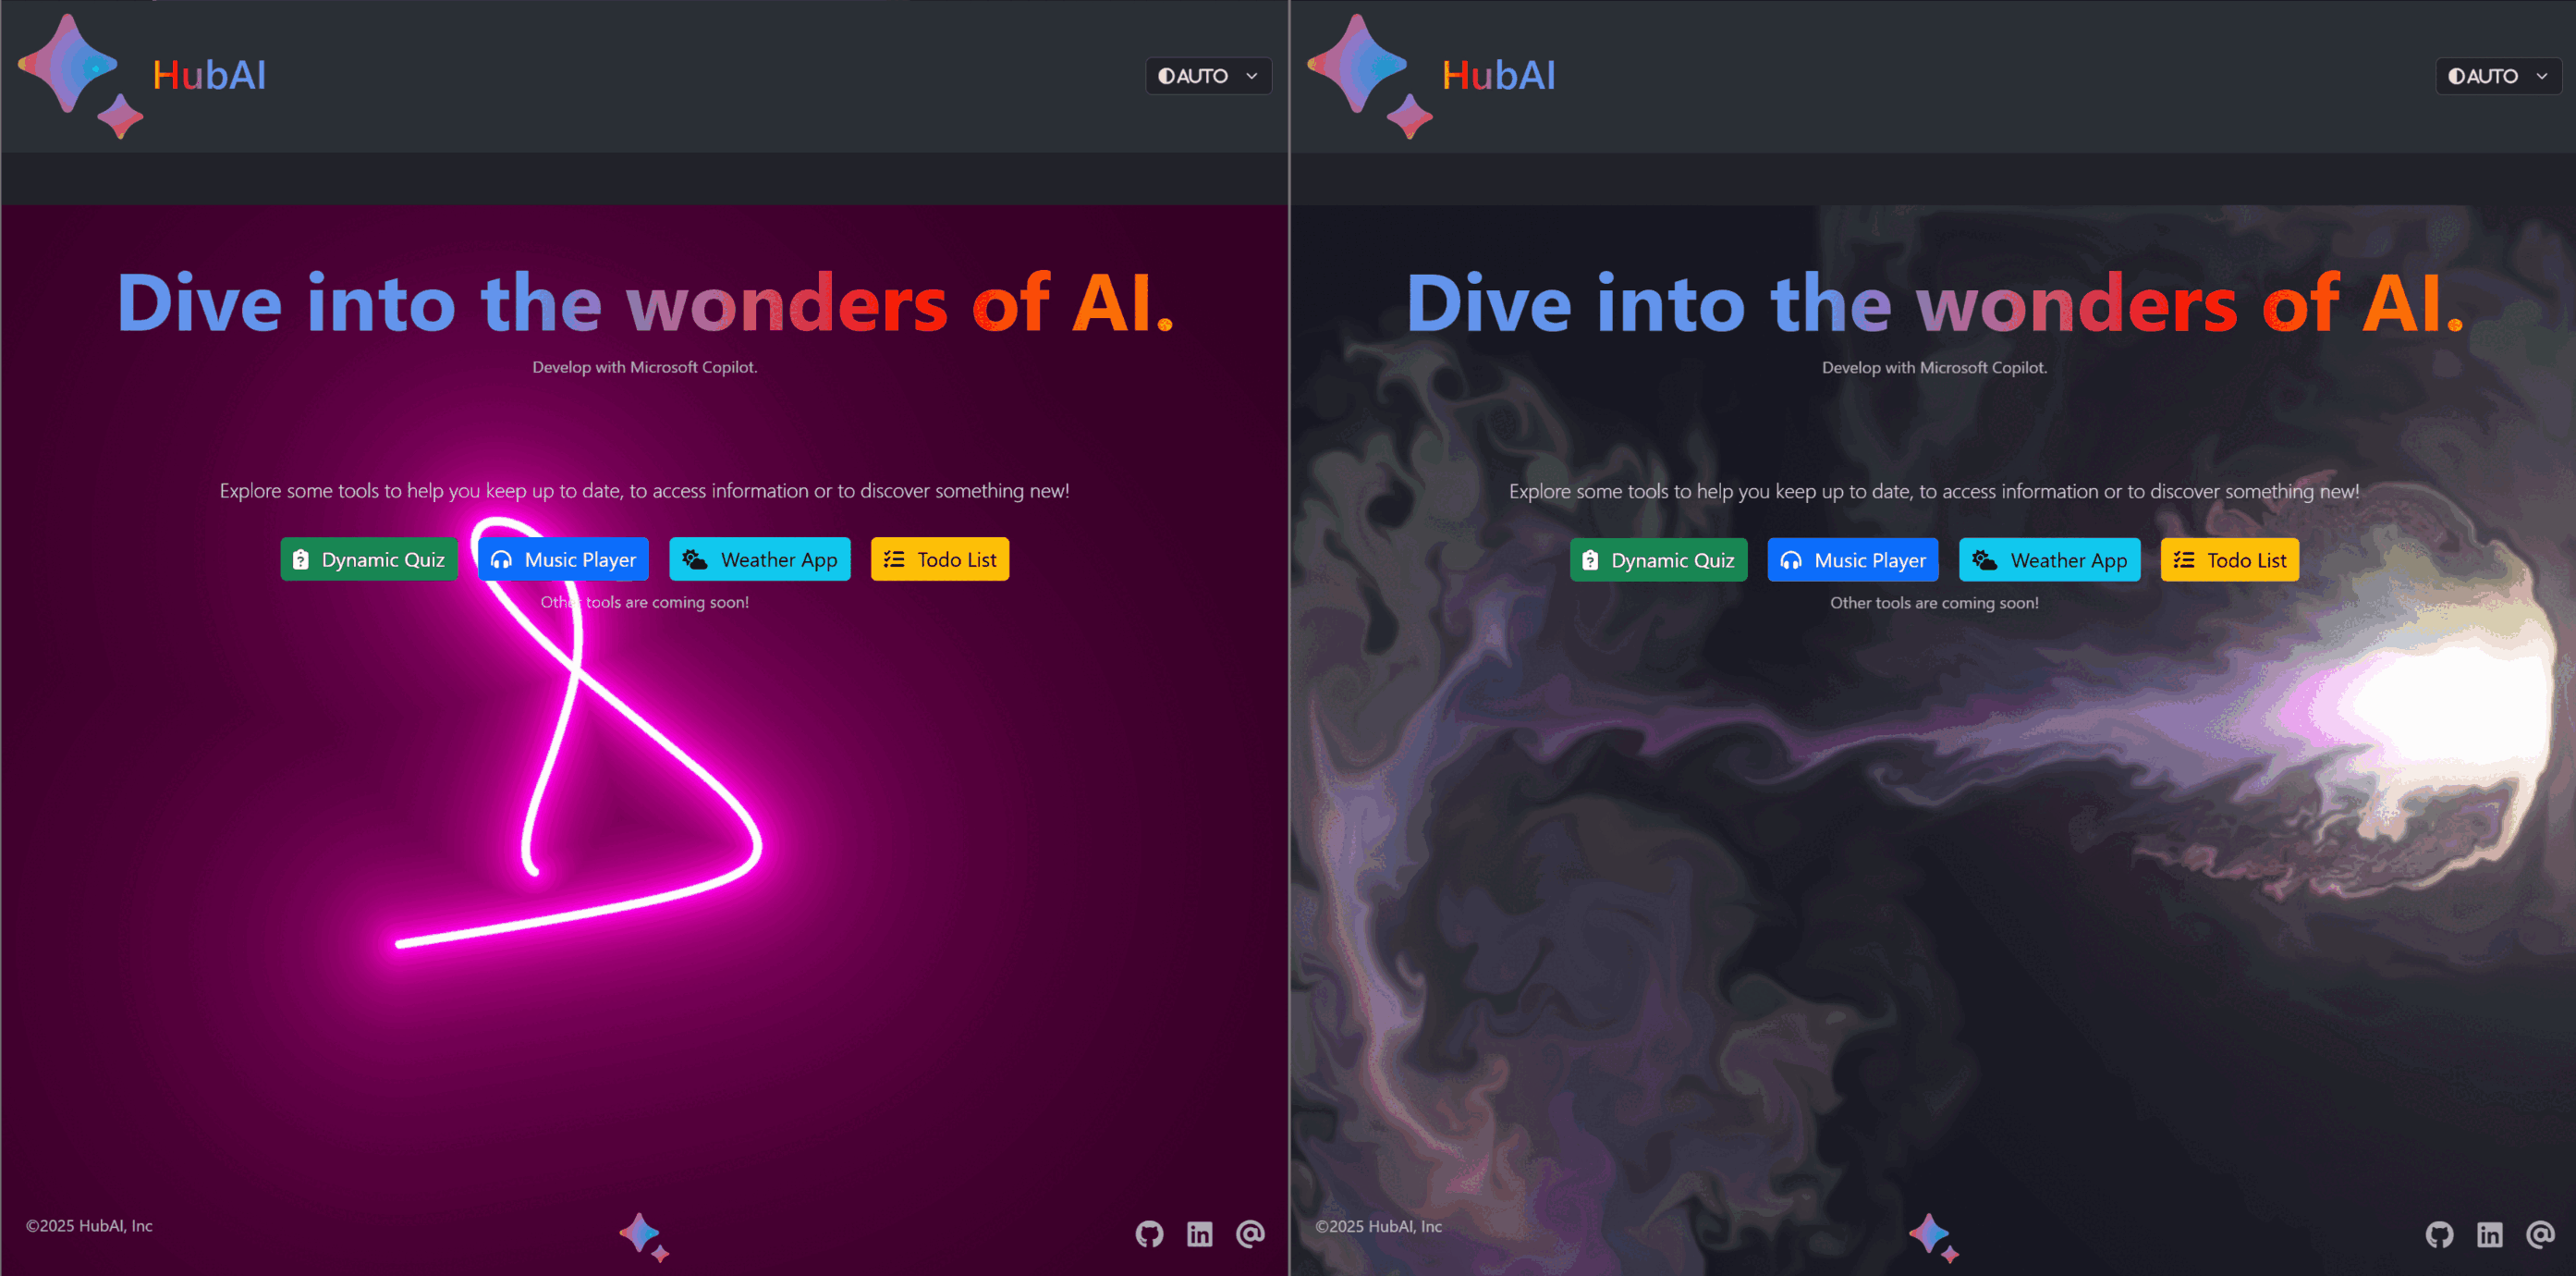 HubAI
AUTO
Dive into the wonders of AI.
Develop with Microsoft Copilot.
Explore some tools to help you keep up to date, to access information or to discover something new!
Dynamic Quiz
Music Player
Weather App
Todo List
Other tools are coming soon!
©2025 HubAI, Inc
HubAI
AUTO
Dive into the wonders of AI.
Develop with Microsoft Copilot.
Explore some tools to help you keep up to date, to access information or to discover something new!
Dynamic Quiz
Music Player
Weather App
Todo List
Other tools are coming soon!
©2025 HubAI, Inc